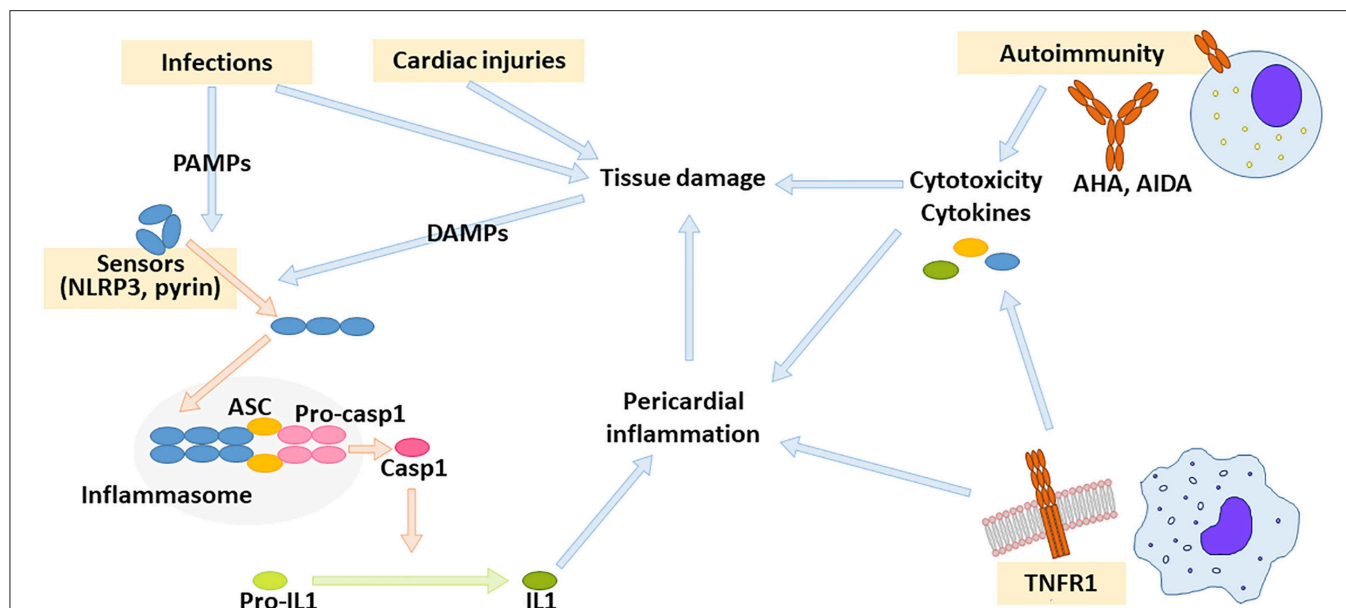 Infections
Cardiac injuries
Autoimmunity
PAMPs
Tissue damage
Cytotoxicity
Cytokines
AHA, AIDA
DAMPs
Sensors
(NLRP3, pyrin)
ASC
Pro-casp1
Casp1
Inflammasome
Pericardial
inflammation
Pro-IL1
IL1
TNFR1